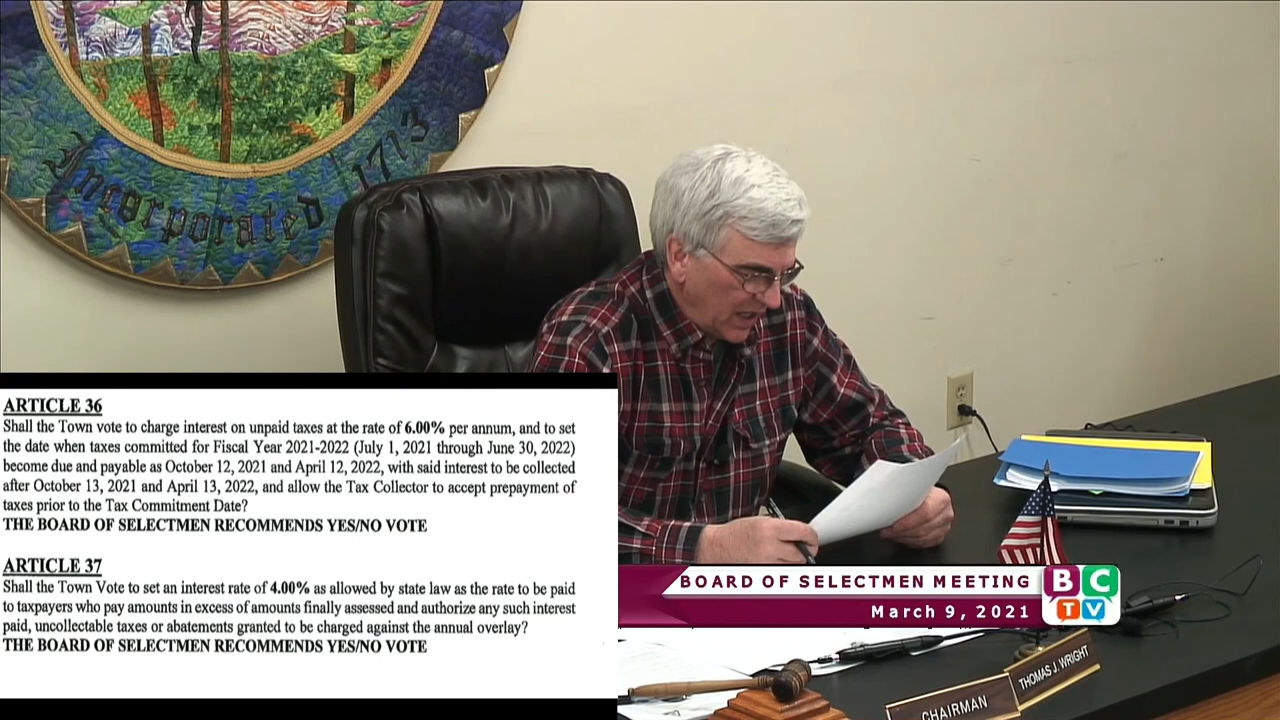 Incorporated 1713
ARTICLE 36
Shall the Town vote to charge interest on unpaid taxes at the rate of 6.00% per annum, and to set
the date when taxes committed for Fiscal Year 2021-2022 (July 1, 2021 through June 30, 2022)
become due and payable as October 12, 2021 and April 12, 2022, with said interest to be collected
after October 13, 2021 and April 13, 2022, and allow the Tax Collector to accept prepayment of
taxes prior to the Tax Commitment Date?
THE BOARD OF SELECTMEN RECOMMENDS YES/NO VOTE
ARTICLE 37
Shall the Town Vote to set an interest rate of 4.00% as allowed by state law as the rate to be paid
to taxpayers who pay amounts in excess of amounts finally assessed and authorize any such interest
paid, uncollectable taxes or abatements granted to be charged against the annual overlay?
THE BOARD OF SELECTMEN RECOMMENDS YES/NO VOTE
BOARD OF SELECTMEN MEETING
March 9, 2021
BC
TV
THOMAS J. WRIGHT
CHAIRMAN